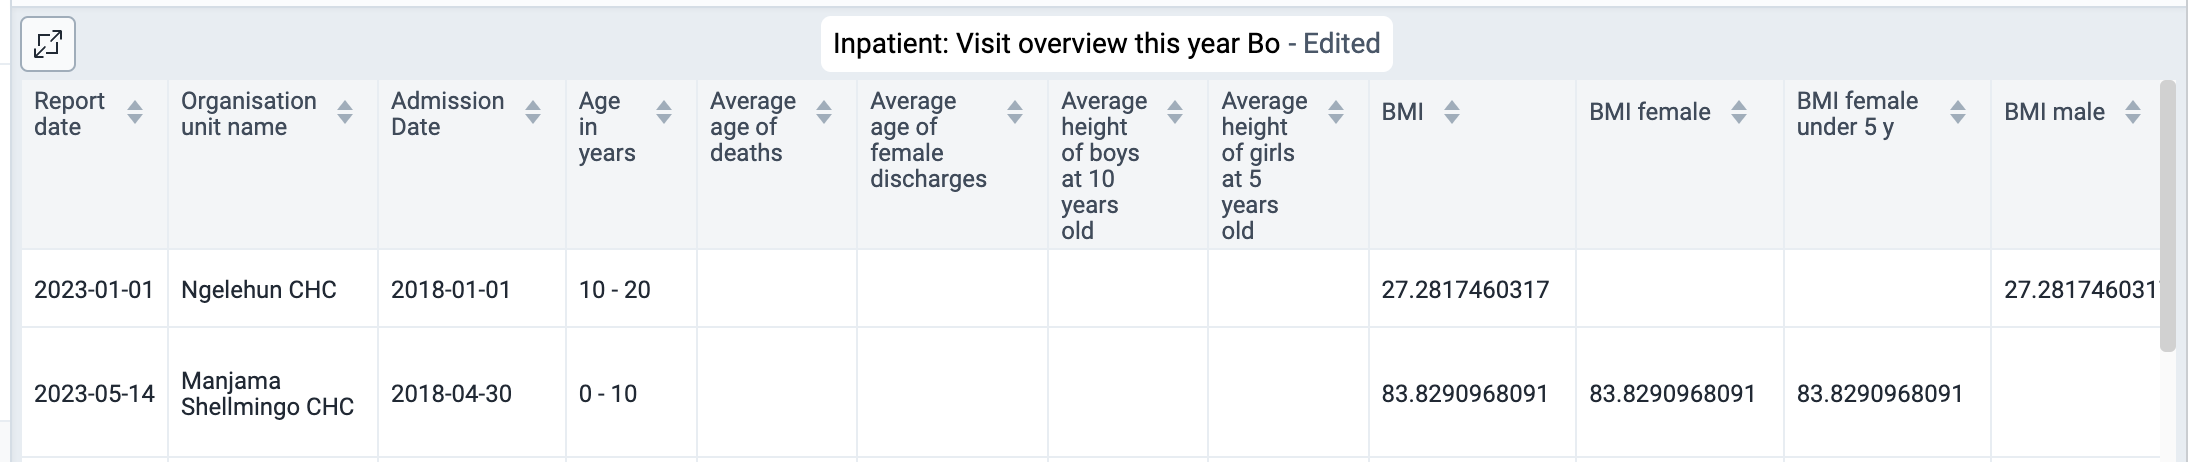 Inpatient: Visit overview this year Bo - Edited
Report
date
Organisation
unit name
Admission
Date
Age
in
years
Average
age of
deaths
Average
age of
female
discharges
Average
height
of boys
at 10
years
old
Average
height
of girls
at 5
years
old
BMI
BMI female
BMI female
under 5 y
BMI male
2023-01-01
Ngelehun CHC
2018-01-01
10 - 20
27.2817460317
27.281746031
2023-05-14
Manjama
Shellmingo CHC
2018-04-30
0 - 10
83.8290968091
83.8290968091
83.8290968091